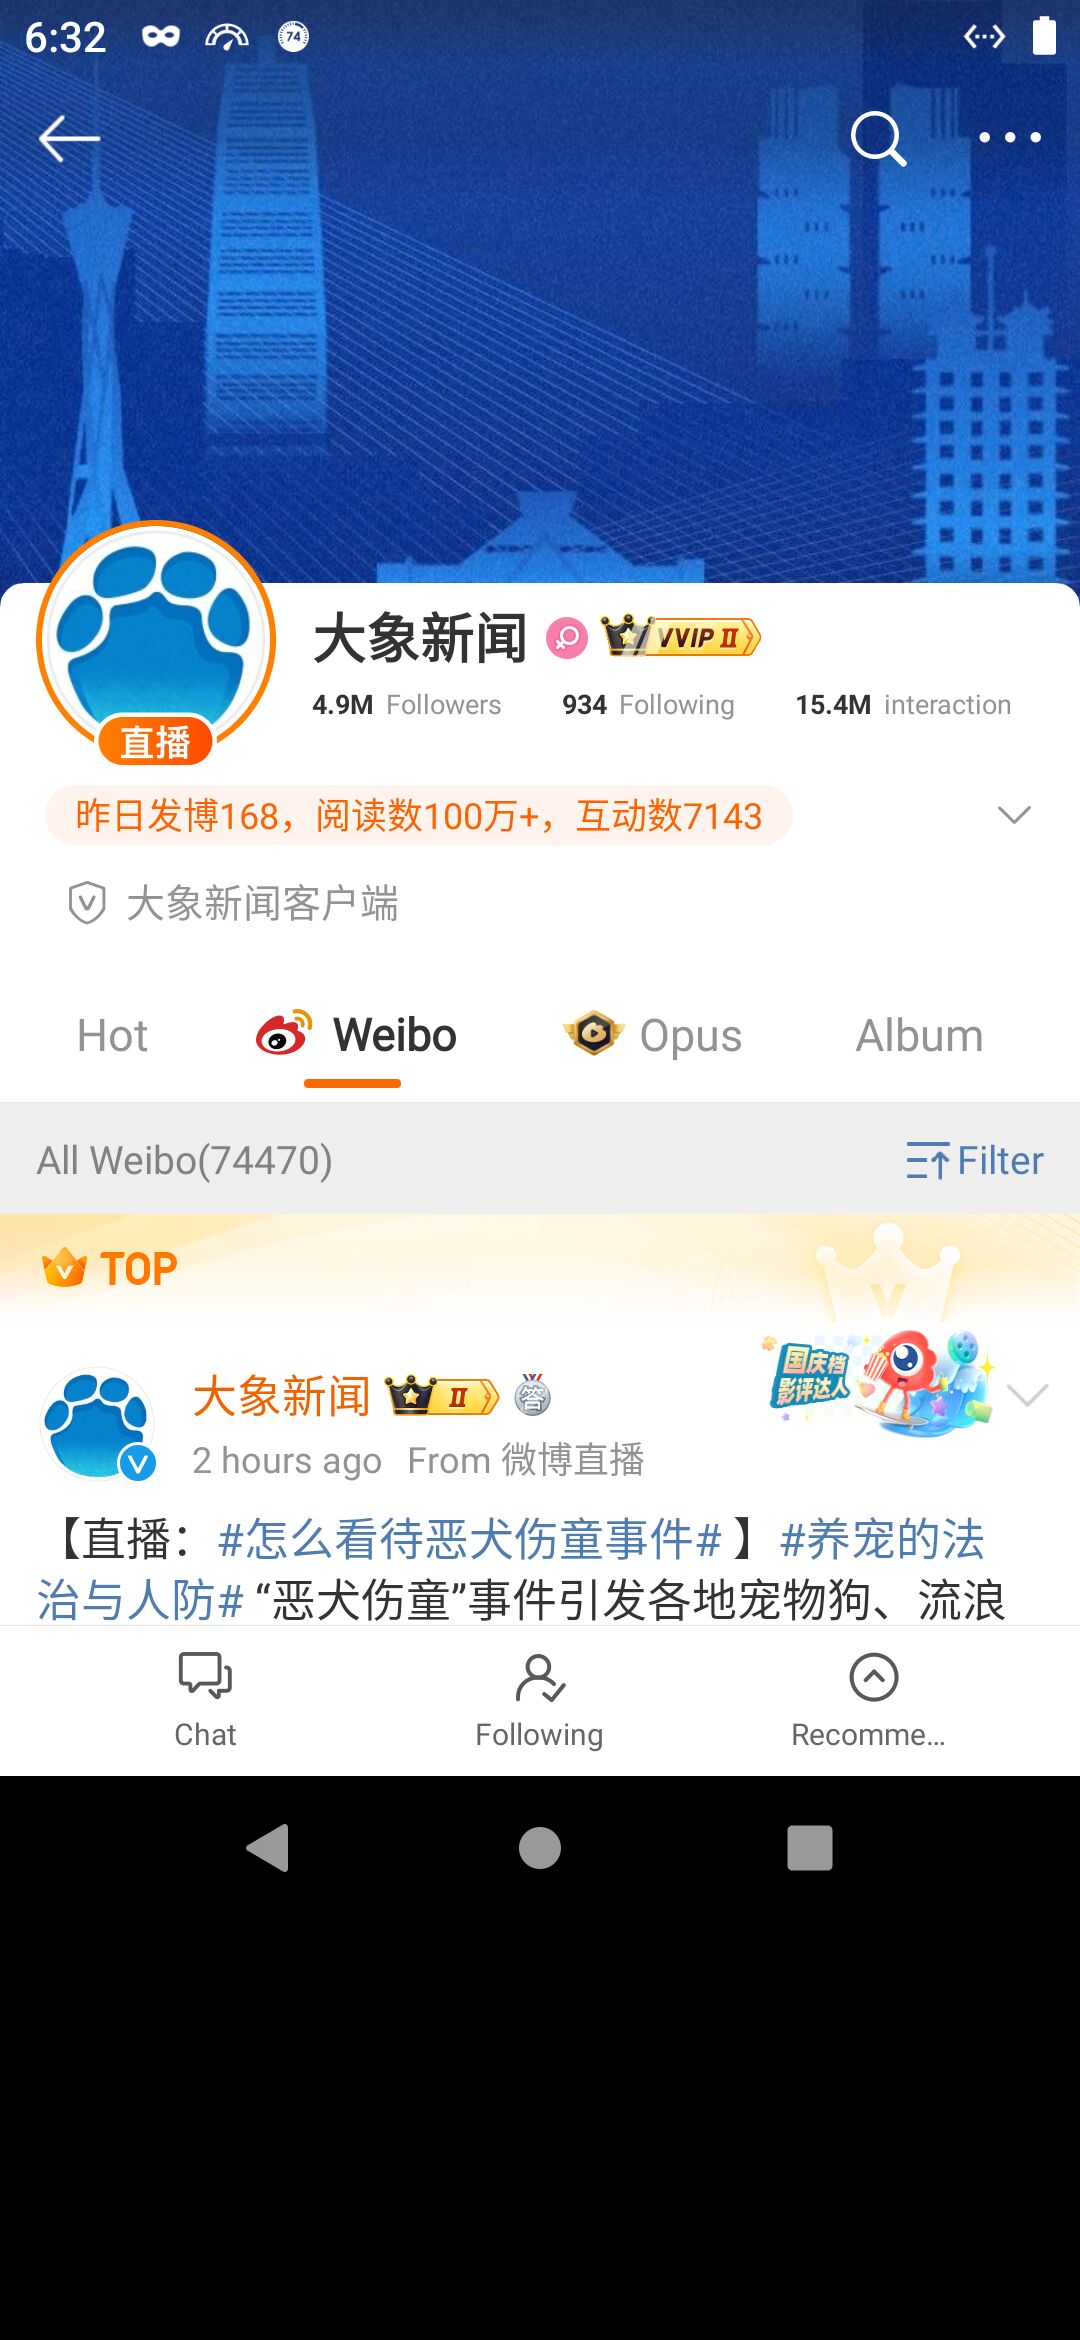 6:32
74
大象新闻 VVIP II
4.9M Followers 934 Following 15.4M interaction
直播
昨日发博168，阅读数100万+，互动数7143
大象新闻客户端
Hot Weibo Opus Album
All Weibo(74470) Filter
TOP
国庆档
影评达人
大象新闻 II 答
2 hours ago From 微博直播
【直播：#怎么看待恶犬伤童事件# 】#养宠的法
治与人防# “恶犬伤童”事件引发各地宠物狗、流浪
Chat Following Recomme...